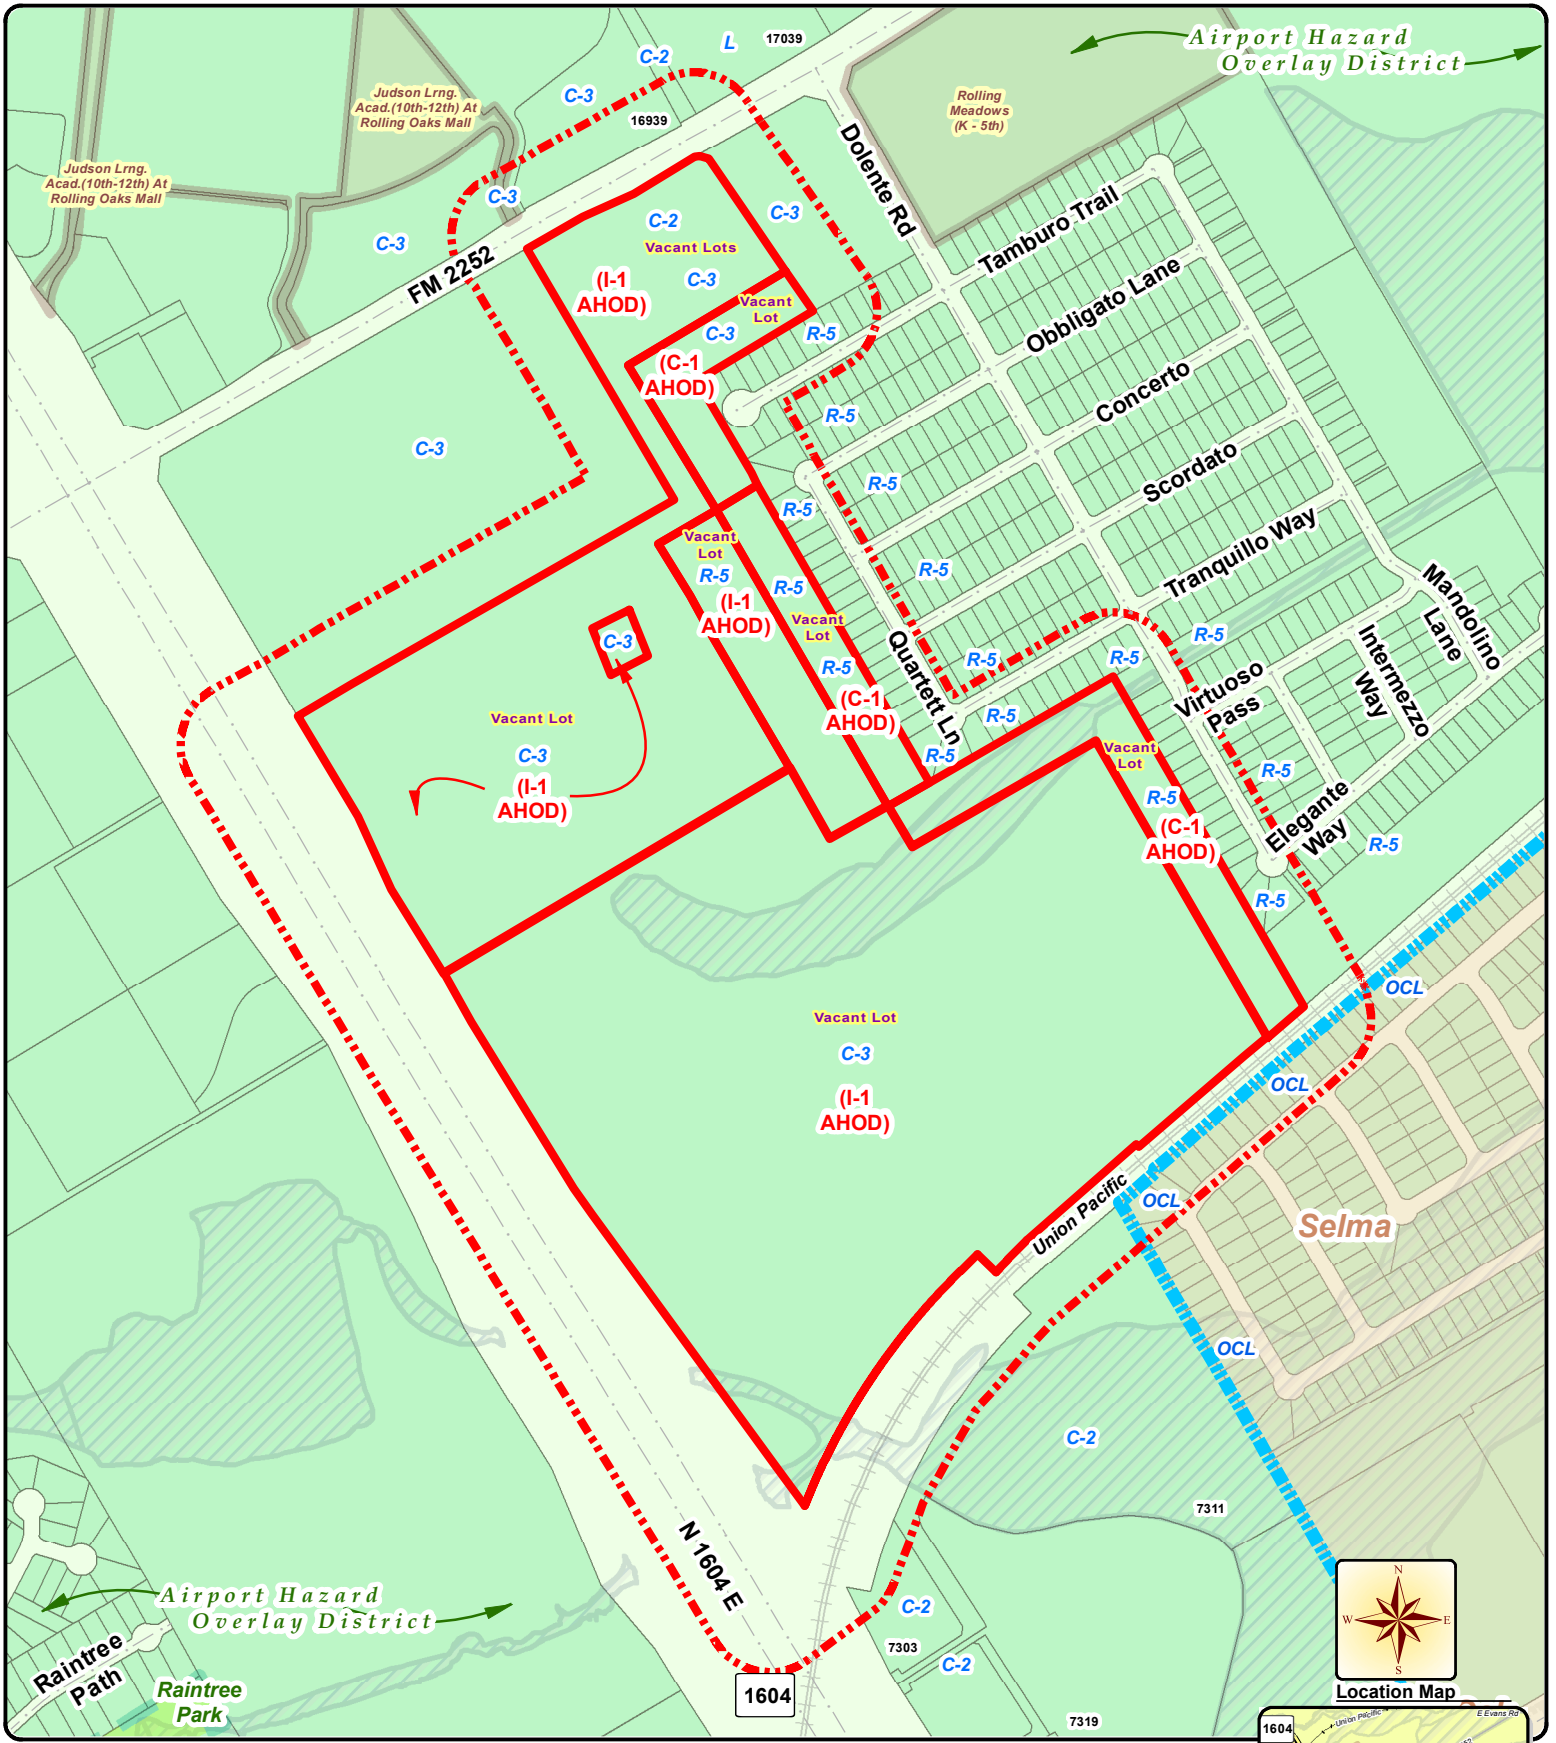 17039
L
C-2
Airport Hazard
Overlay District
C-3
16939
Judson Lrng.
Acad.(10th-12th) At
Rolling Oaks Mall
Rolling
Meadows
(K - 5th)
Judson Lrng.
Acad.(10th-12th) At
Rolling Oaks Mall
C-3
C-3
FM 2252
C-2
C-3
Vacant Lots
C-3
(I-1
AHOD)
Vacant
Lot
C-3
R-5
(C-1
AHOD)
Dolente Rd
Tamburo Trail
Obbligato Lane
Concerto
Scordato
Tranquillo Way
Mandolino
Lane
Intermezzo
Way
Virtuoso
Pass
Elegante
Way
Quartett Ln
C-3
R-5
R-5
R-5
R-5
Vacant
Lot
R-5
(I-1
AHOD)
R-5
Vacant
Lot
R-5
(C-1
AHOD)
C-3
R-5
R-5
R-5
R-5
R-5
Vacant Lot
C-3
(I-1
AHOD)
Vacant
Lot
R-5
(C-1
AHOD)
R-5
R-5
R-5
OCL
Vacant Lot
C-3
(I-1
AHOD)
OCL
OCL
Union Pacific
Selma
OCL
C-2
7311
N 1604 E
Airport Hazard
Overlay District
C-2
7303
C-2
Raintree
Path
Raintree
Park
1604
7319
N
W
E
S
Location Map
1604
Union Pacific
E Evans Rd